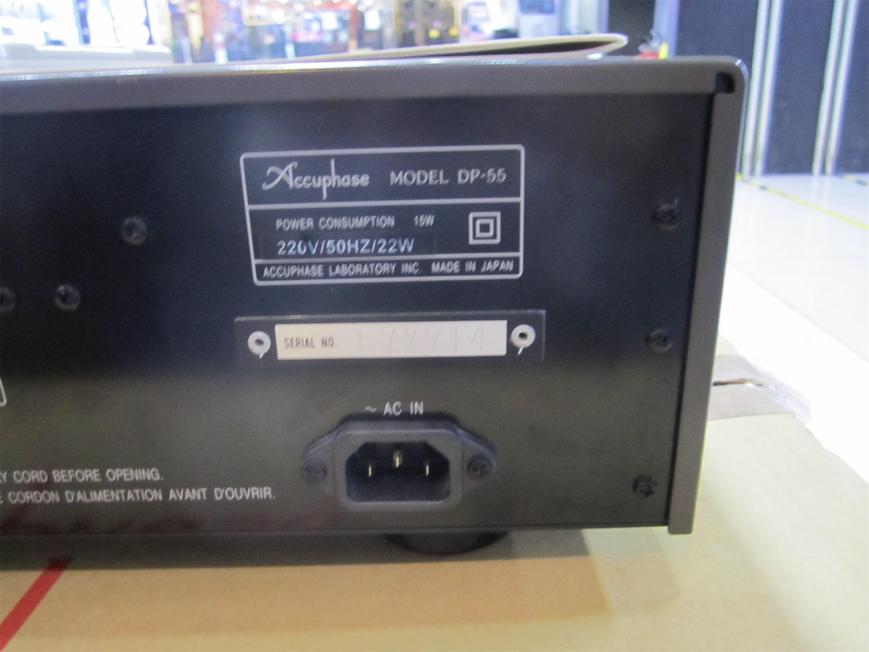 Accuphase MODEL DP-55
POWER CONSUMPTION 15W
220V/50HZ/22W
ACCUPHASE LABORATORY INC. MADE IN JAPAN
SERIAL NO.
~ AC IN
Y CORD BEFORE OPENING.
E CORDON D'ALIMENTATION AVANT D'OUVRIR.